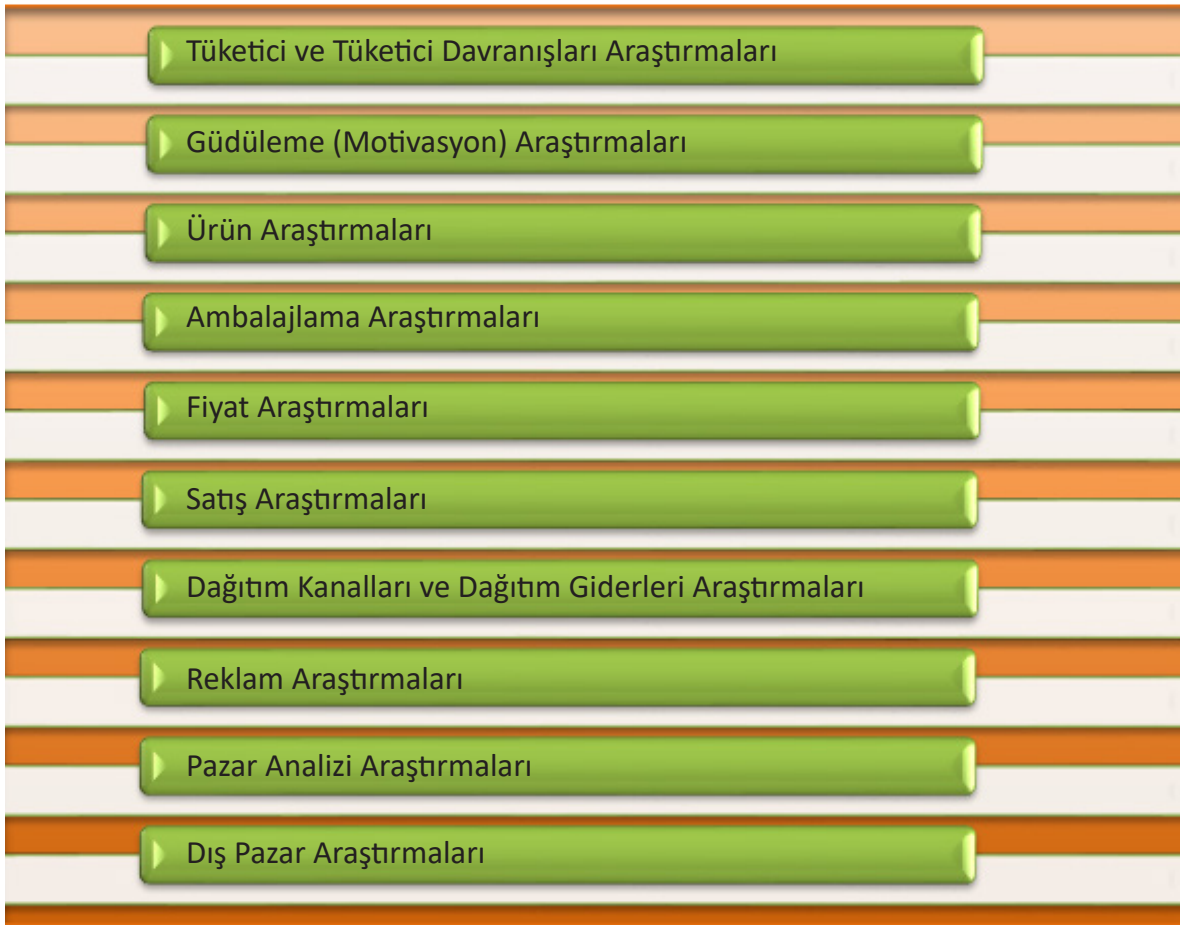 Tüketici ve Tüketici Davranışları Araştırmaları
Güdüleme (Motivasyon) Araştırmaları
Ürün Araştırmaları
Ambalajlama Araştırmaları
Fiyat Araştırmaları
Satış Araştırmaları
Dağıtım Kanalları ve Dağıtım Giderleri Araştırmaları
Reklam Araştırmaları
Pazar Analizi Araştırmaları
Dış Pazar Araştırmaları